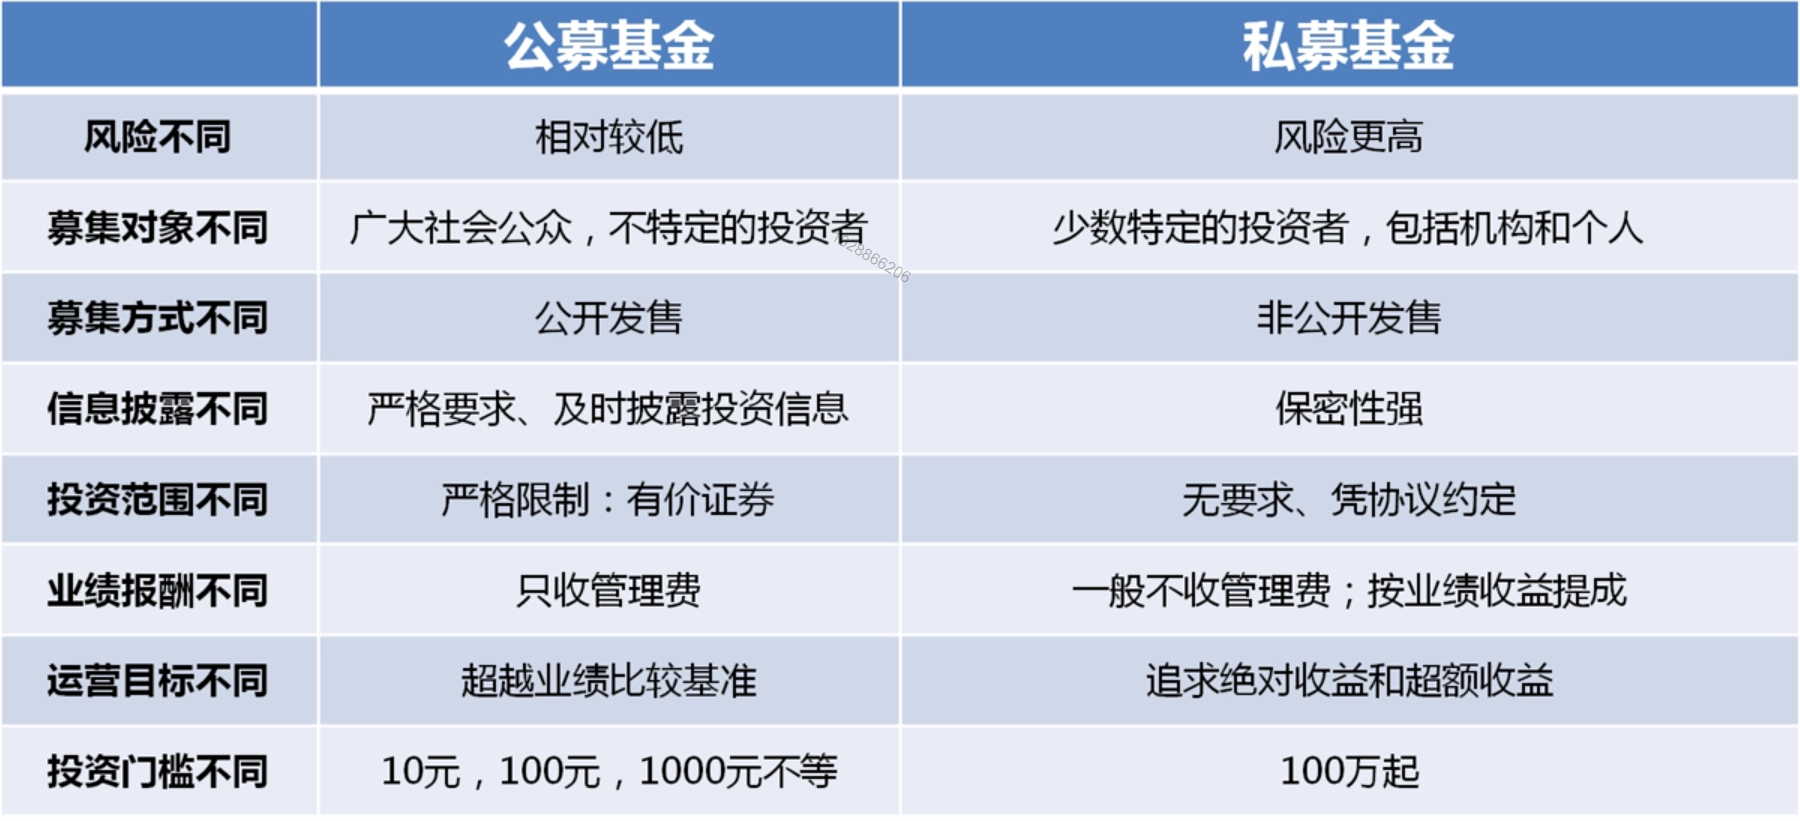 公募基金 私募基金
风险不同 相对较低 风险更高
募集对象不同 广大社会公众，不特定的投资者 少数特定的投资者，包括机构和个人
募集方式不同 公开发售 非公开发售
信息披露不同 严格要求、及时披露投资信息 保密性强
投资范围不同 严格限制：有价证券 无要求、凭协议约定
业绩报酬不同 只收管理费 一般不收管理费；按业绩收益提成
运营目标不同 超越业绩比较基准 追求绝对收益和超额收益
投资门槛不同 10元，100元，1000元不等 100万起